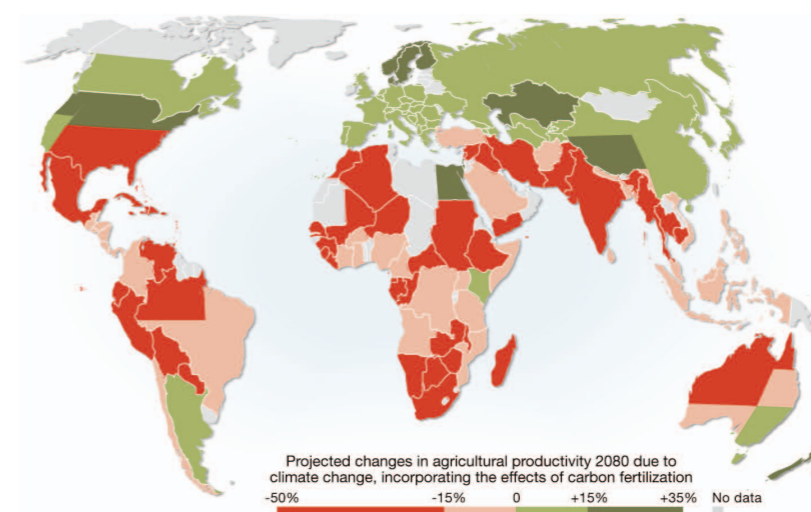 Projected changes in agricultural productivity 2080 due to
climate change, incorporating the effects of carbon fertilization
-50% -15% 0 +15% +35% No data